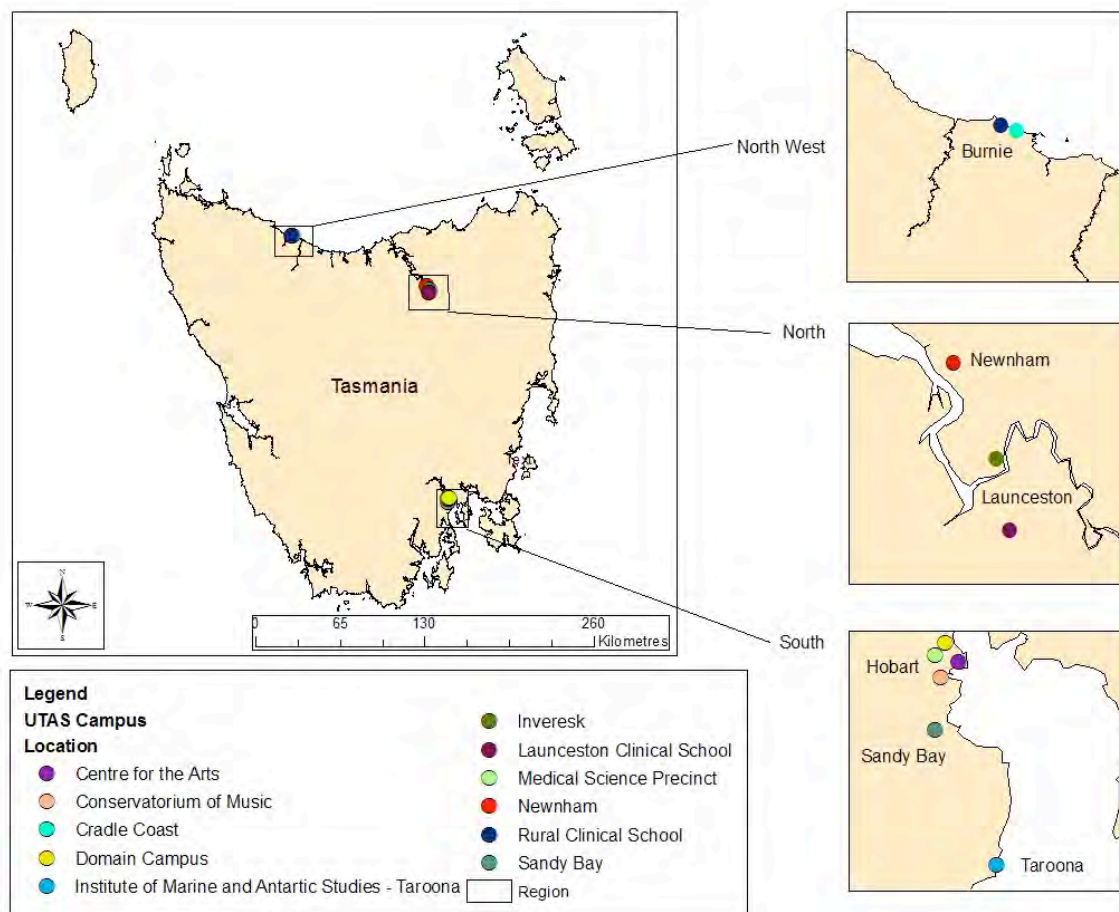 North West
Burnie
North
Newnham
Launceston
Tasmania
Text
South
Hobart
Sandy Bay
Taroona
N
W
E
S
0
65
130
260
Kilometres
Legend
UTAS Campus
Location
Centre for the Arts
Conservatorium of Music
Cradle Coast
Domain Campus
Institute of Marine and Antartic Studies - Taroona
Inveresk
Launceston Clinical School
Medical Science Precinct
Newnham
Rural Clinical School
Sandy Bay
Region